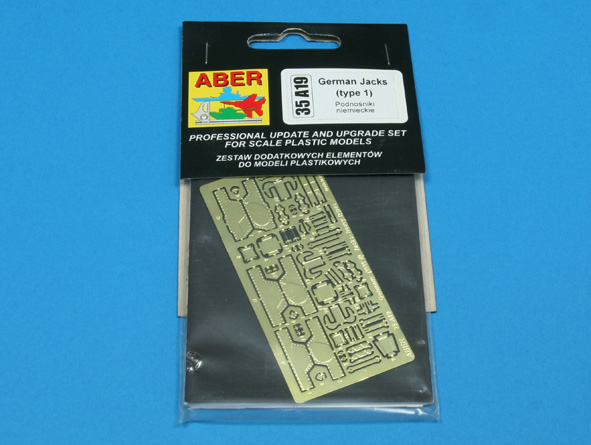 ABER
35 A19
German Jacks
(type 1)
Podnośniki
niemieckie
PROFESSIONAL UPDATE AND UPGRADE SET
FOR SCALE PLASTIC MODELS
ZESTAW DODATKOWYCH ELEMENTÓW
DO MODELI PLASTIKOWYCH